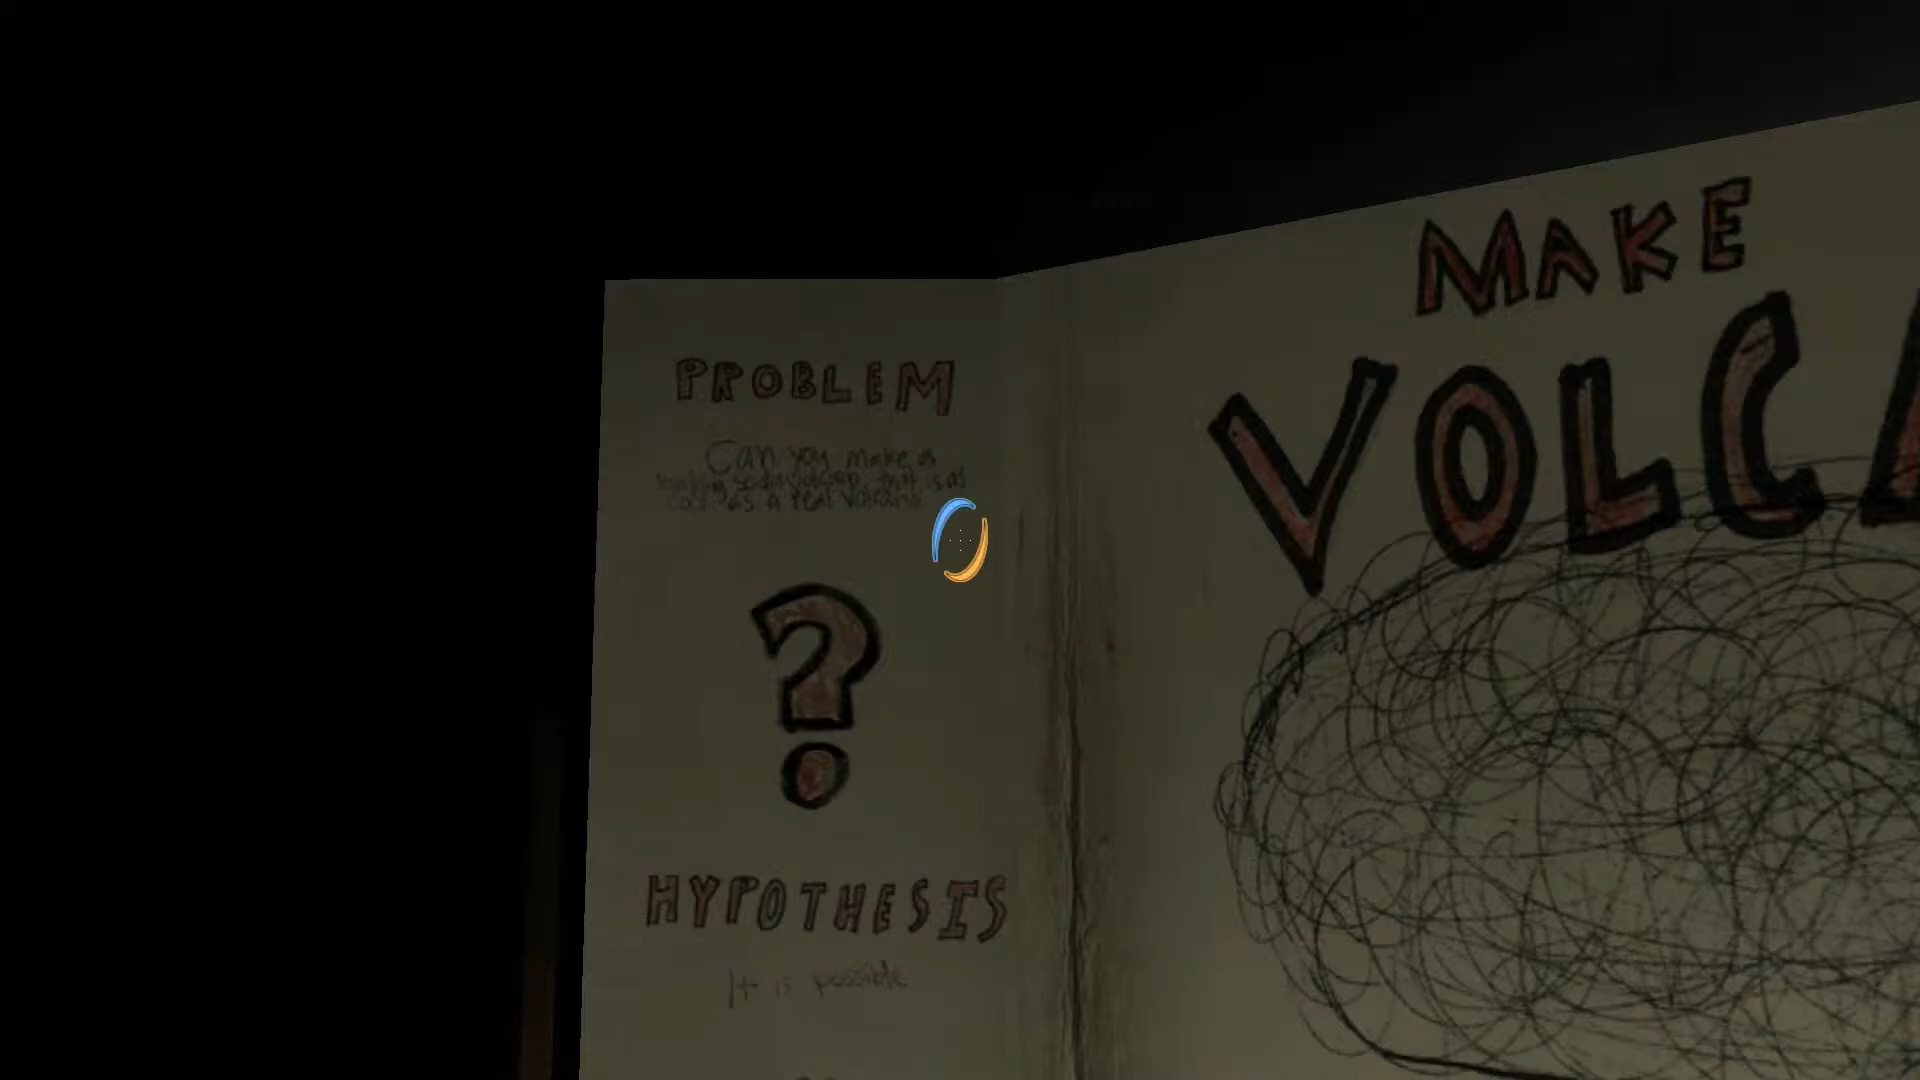 PROBLEM
Can you make a
baking soda volcano that is as
cool as a real volcano
?
HYPOTHESIS
It is possible
MAKE
VOLCA